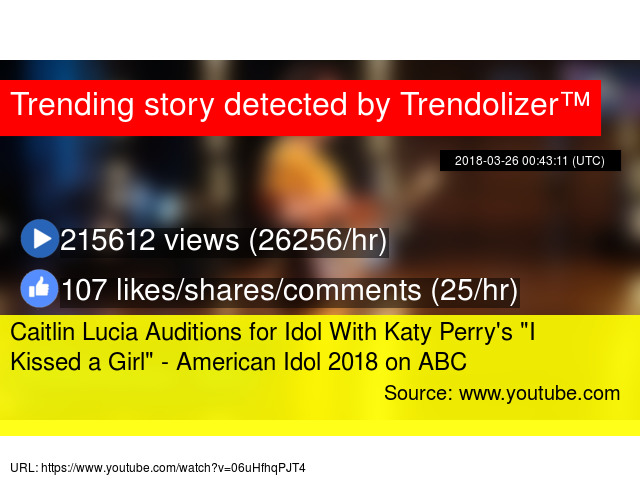 Trending story detected by Trendolizer™
2018-03-26 00:43:11 (UTC)
215612 views (26256/hr)
107 likes/shares/comments (25/hr)
Caitlin Lucia Auditions for Idol With Katy Perry's "I
Kissed a Girl" - American Idol 2018 on ABC
Source: www.youtube.com
URL: https://www.youtube.com/watch?v=06uHfhqPJT4